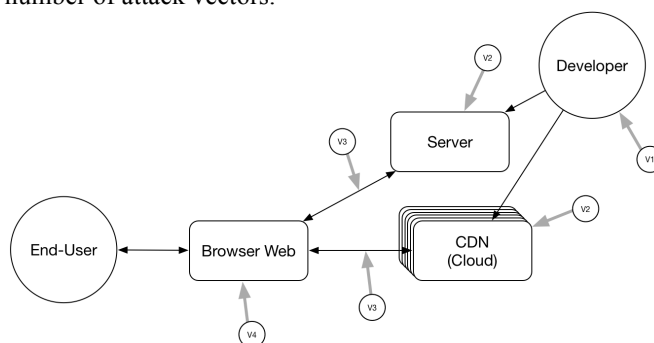 number of attack vectors.
V2
Developer
Server
V3
V1
V2
End-User
Browser Web
CDN
(Cloud)
V3
V4